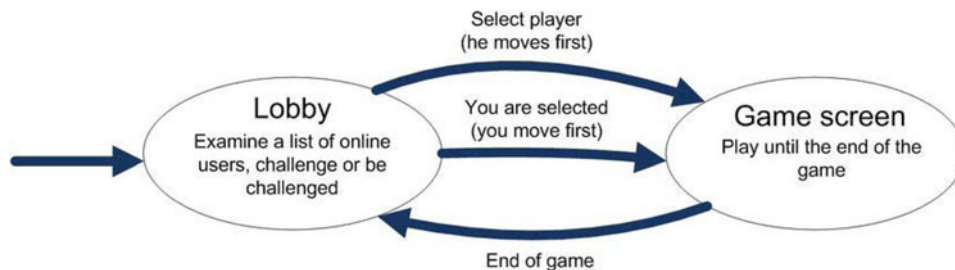 Select player
(he moves first)
Lobby
Examine a list of online
users, challenge or be
challenged
You are selected
(you move first)
Game screen
Play until the end of the
game
End of game